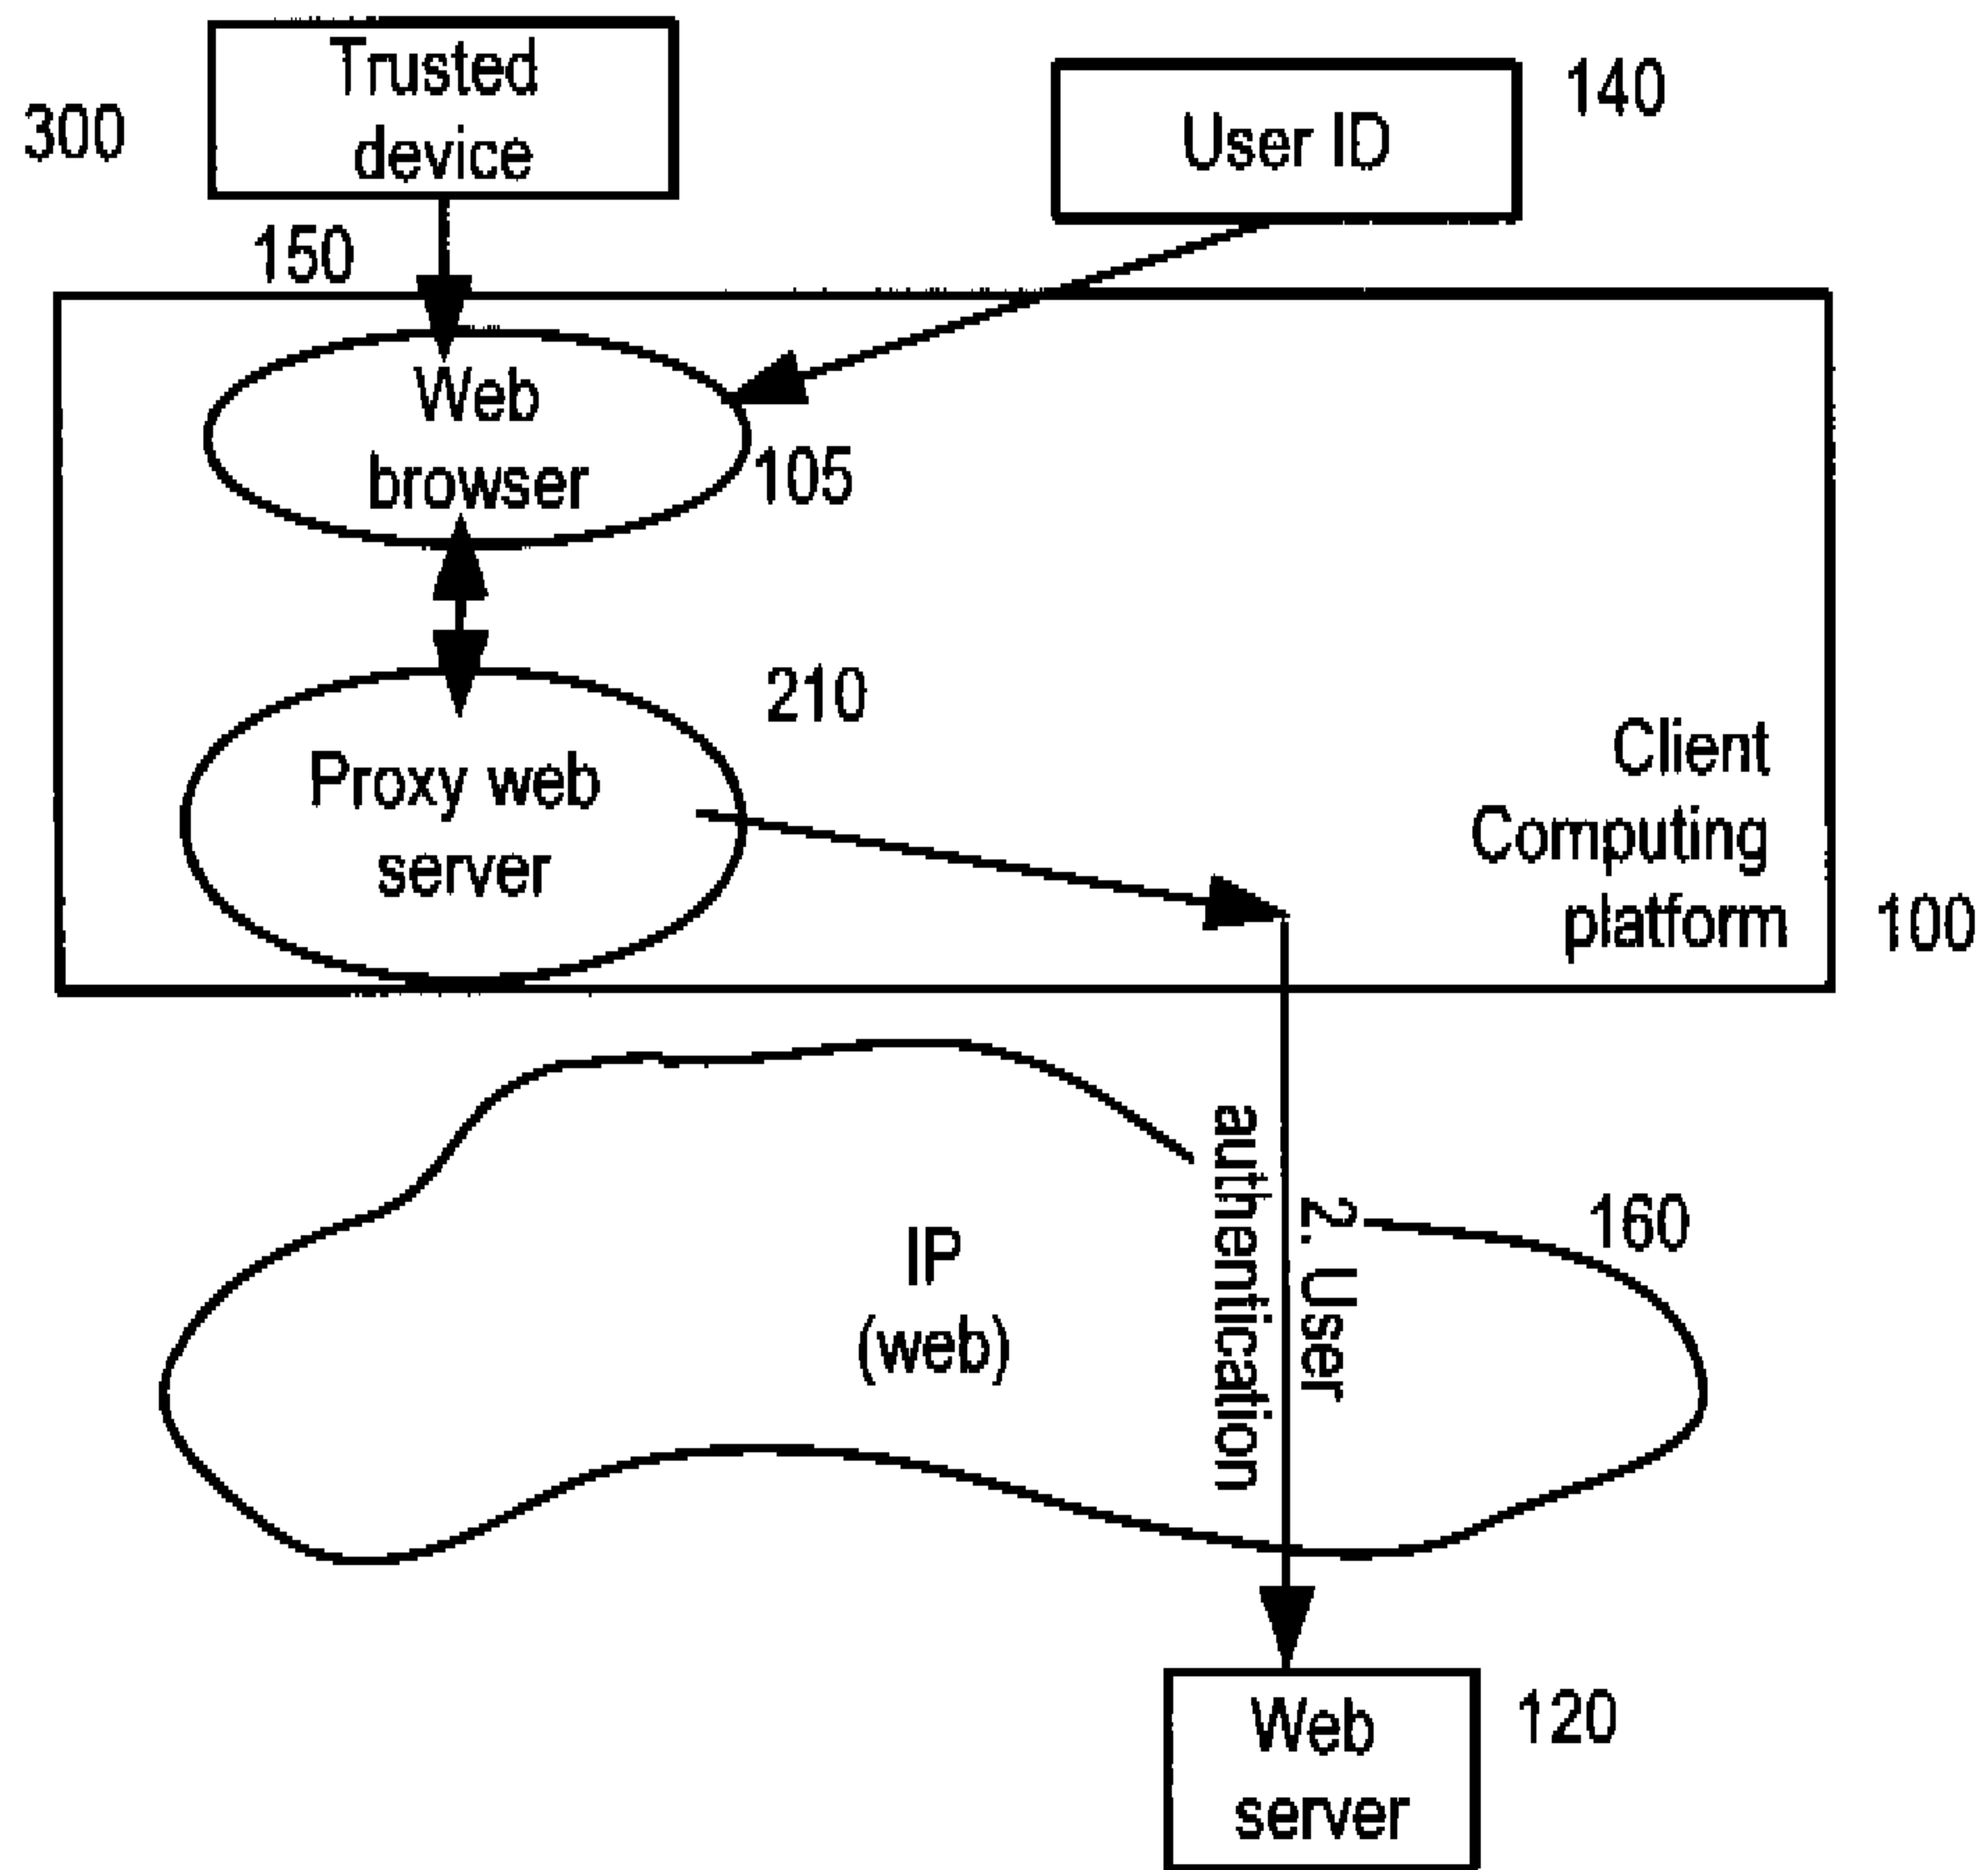 Trusted
device
300
User ID
140
150
Web
browser
105
210
Proxy web
server
Client
Computing
platform
100
2. User
authentication
160
IP
(web)
Web
server
120